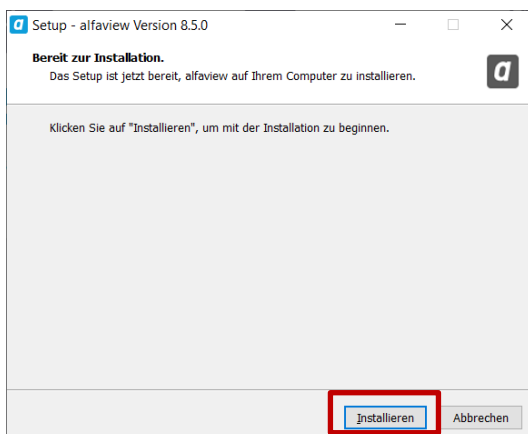 Setup - alfaview Version 8.5.0
Bereit zur Installation.
Das Setup ist jetzt bereit, alfaview auf Ihrem Computer zu installieren.
Klicken Sie auf "Installieren", um mit der Installation zu beginnen.
Installieren
Abbrechen